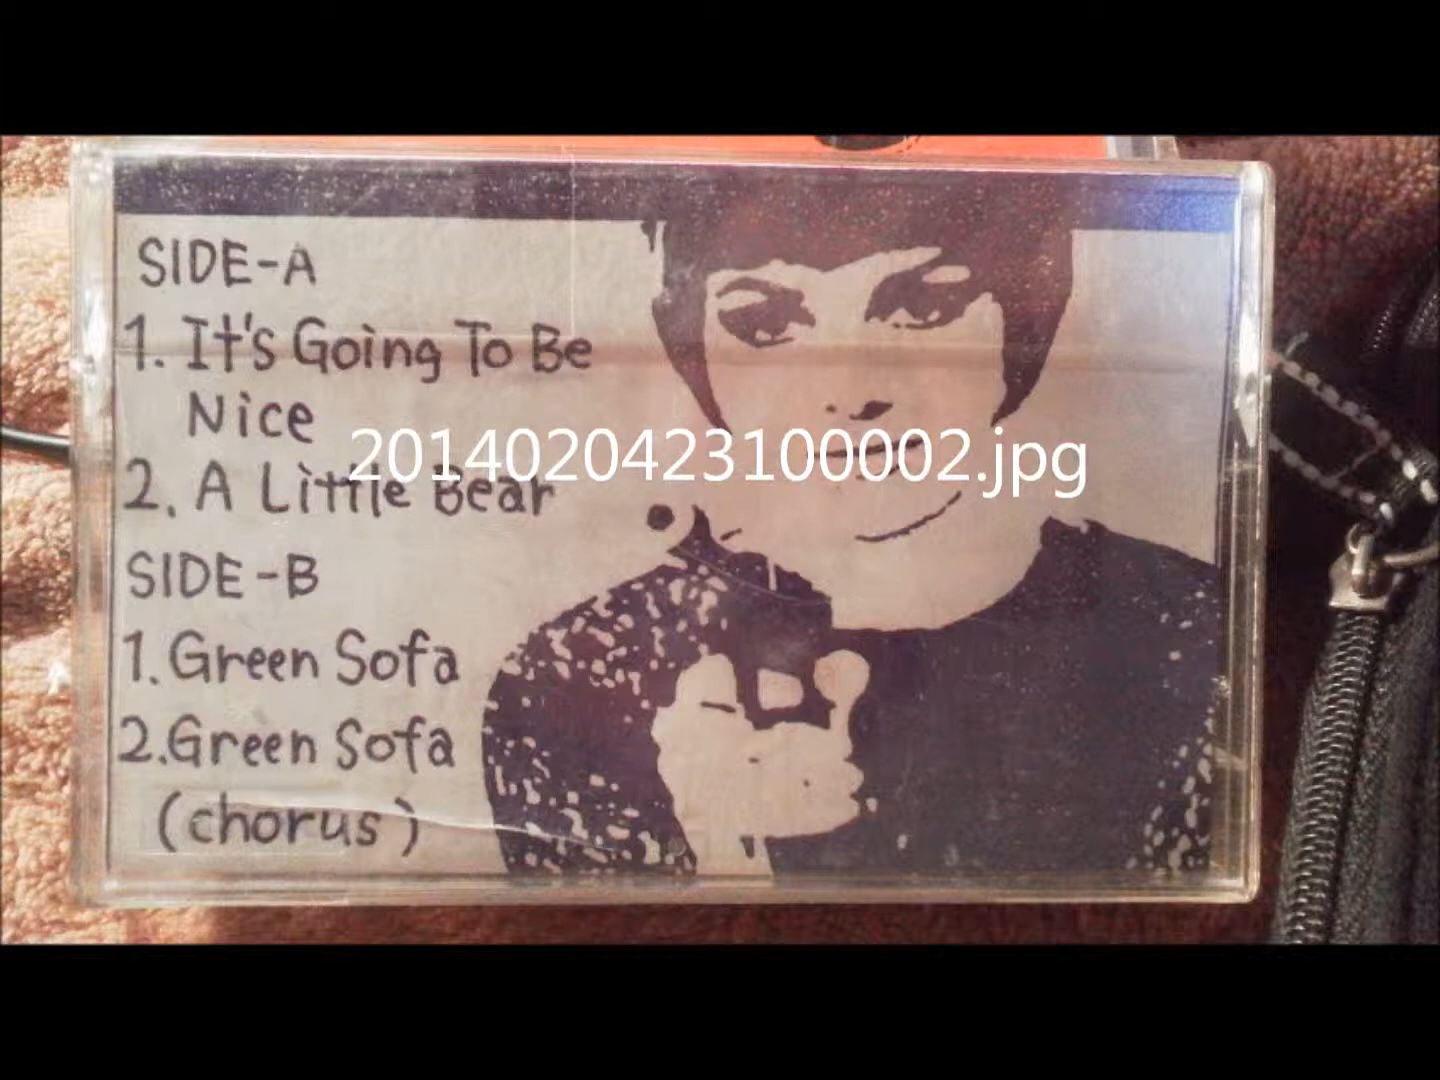 SIDE-A
1. It's Going To Be
Nice
2014020423100002.jpg
2. A Little Bear
SIDE-B
1. Green Sofa
2. Green Sofa
(chorus)